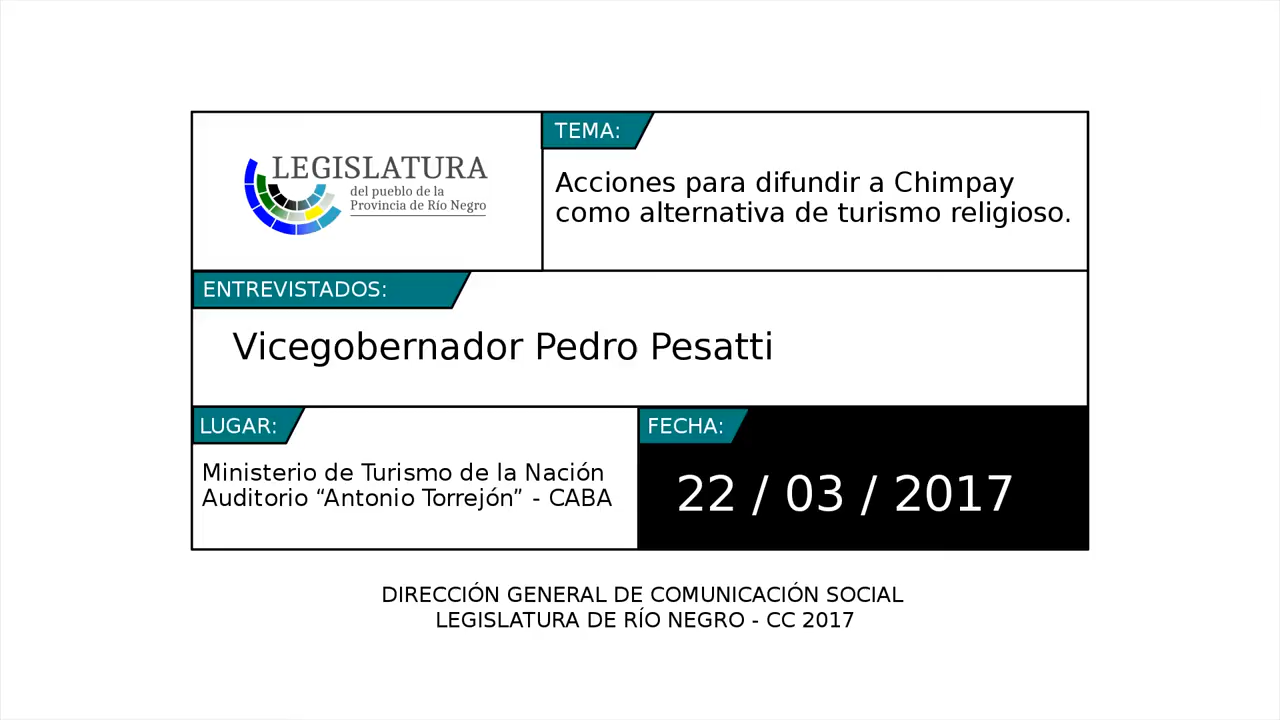 LEGISLATURA
del pueblo de la
Provincia de Río Negro
TEMA:
Acciones para difundir a Chimpay
como alternativa de turismo religioso.
ENTREVISTADOS:
Vicegobernador Pedro Pesatti
LUGAR:
Ministerio de Turismo de la Nación
Auditorio “Antonio Torrejón” - CABA
FECHA:
22 / 03 / 2017
DIRECCIÓN GENERAL DE COMUNICACIÓN SOCIAL
LEGISLATURA DE RÍO NEGRO - CC 2017